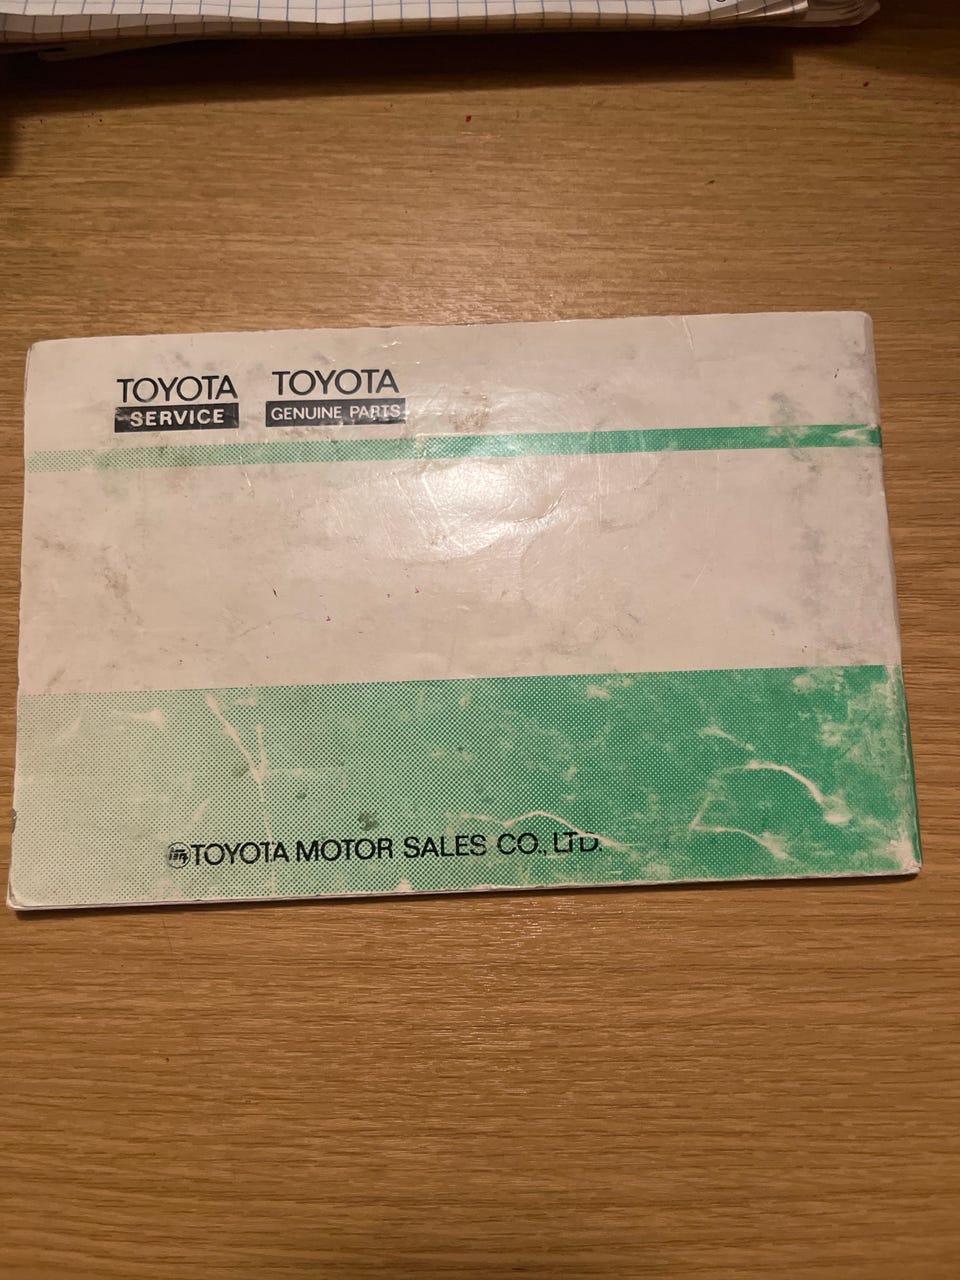 TOYOTA TOYOTA
SERVICE GENUINE PARTS
TOYOTA MOTOR SALES CO., LTD.